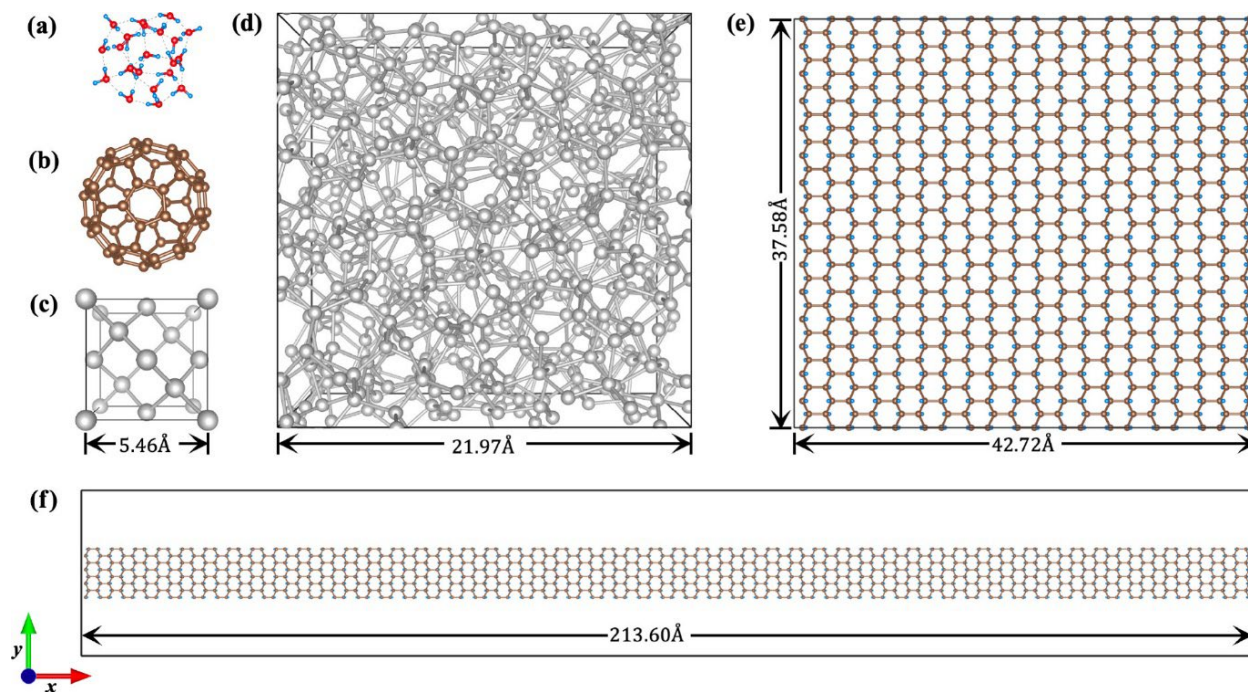 (a)
(b)
(c)
5.46Å
(d)
21.97Å
(e)
37.58Å
42.72Å
(f)
213.60Å
y
x